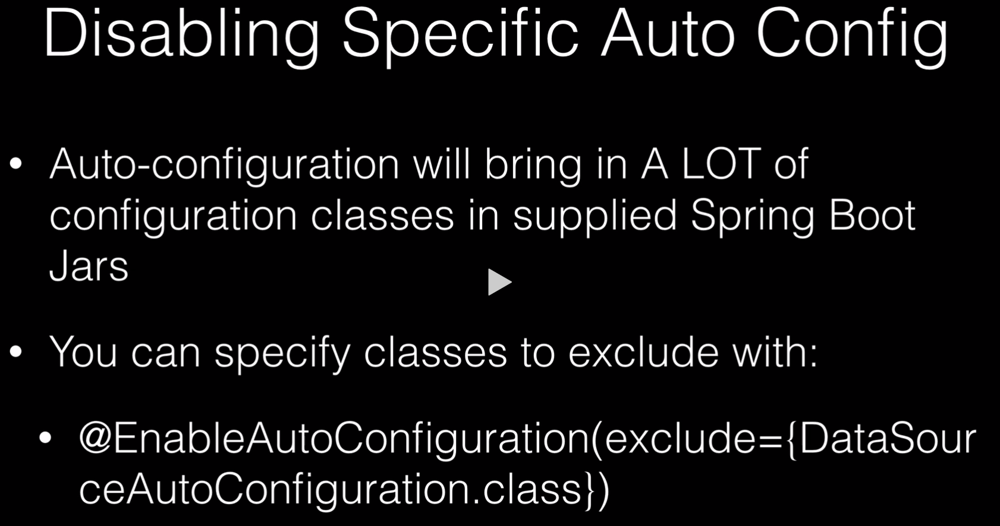 Disabling Specific Auto Config
• Auto-configuration will bring in A LOT of
configuration classes in supplied Spring Boot
Jars
• You can specify classes to exclude with:
• @EnableAutoConfiguration(exclude={DataSour
ceAutoConfiguration.class})